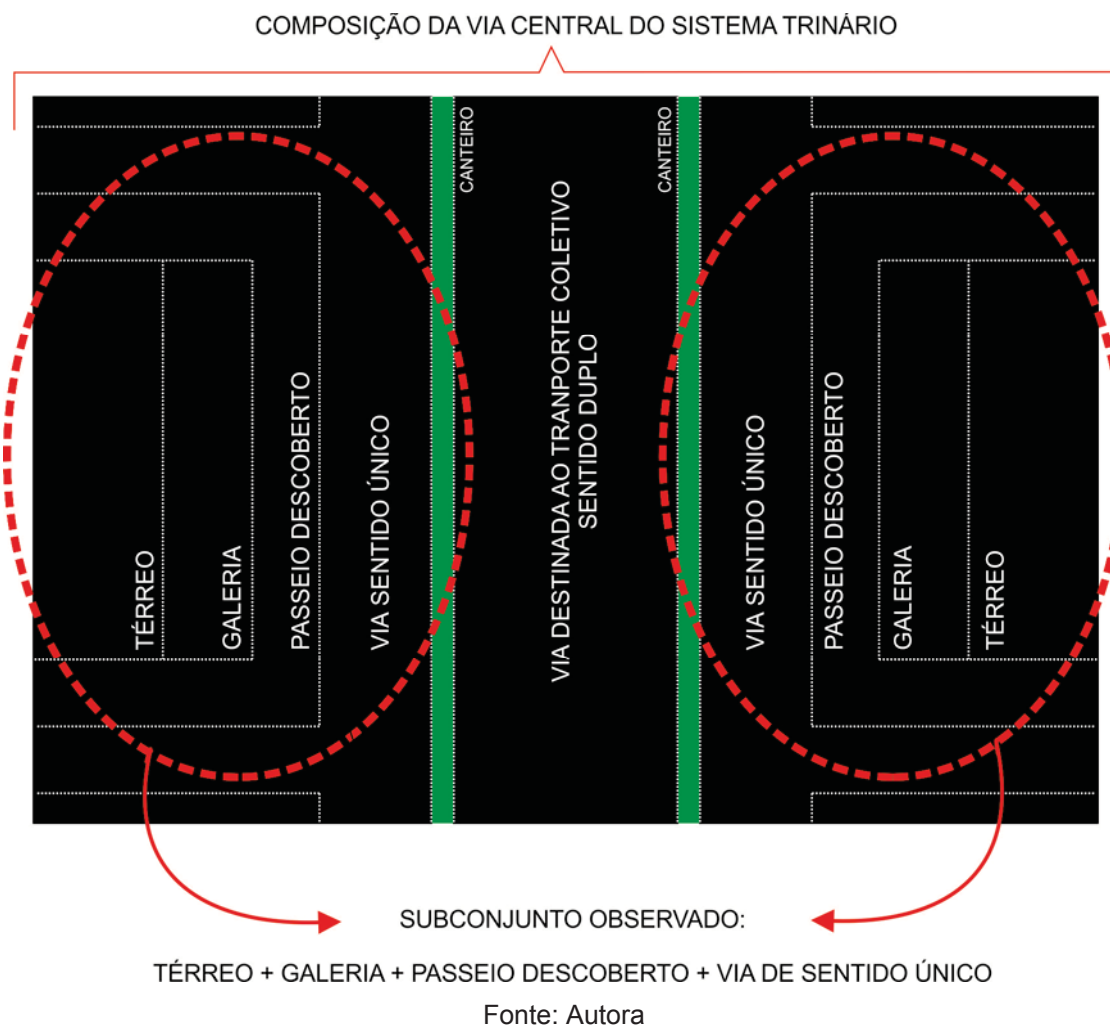 COMPOSIÇÃO DA VIA CENTRAL DO SISTEMA TRINÁRIO
TÉRREO
GALERIA
PASSEIO DESCOBERTO
VIA SENTIDO ÚNICO
CANTEIRO
VIA DESTINADA AO TRANPORTE COLETIVO
SENTIDO DUPLO
CANTEIRO
VIA SENTIDO ÚNICO
PASSEIO DESCOBERTO
GALERIA
TÉRREO
SUBCONJUNTO OBSERVADO:
TÉRREO + GALERIA + PASSEIO DESCOBERTO + VIA DE SENTIDO ÚNICO
Fonte: Autora